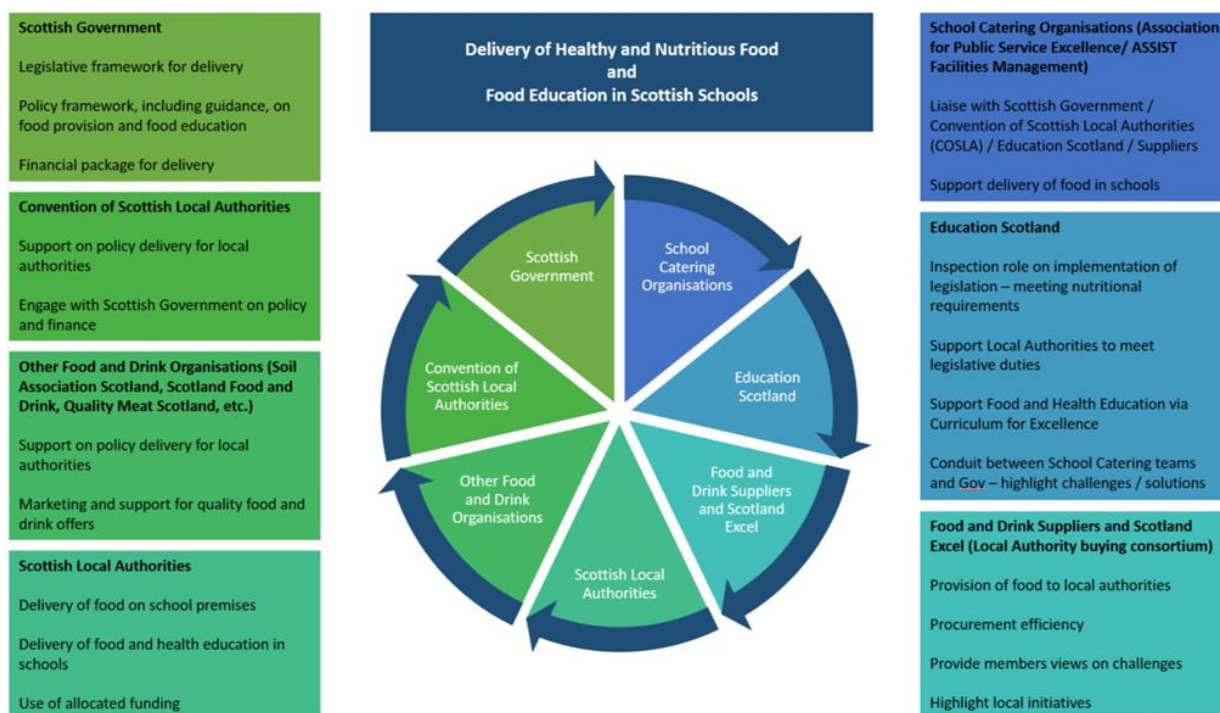 Scottish Government
Legislative framework for delivery
Policy framework, including guidance, on
food provision and food education
Financial package for delivery
Convention of Scottish Local Authorities
Support on policy delivery for local
authorities
Engage with Scottish Government on policy
and finance
Other Food and Drink Organisations (Soil
Association Scotland, Scotland Food and
Drink, Quality Meat Scotland, etc.)
Support on policy delivery for local
authorities
Marketing and support for quality food and
drink offers
Scottish Local Authorities
Delivery of food on school premises
Delivery of food and health education in
schools
Use of allocated funding
Delivery of Healthy and Nutritious Food
and
Food Education in Scottish Schools
Scottish
Government
School
Catering
Organisations
Convention
of Scottish Local
Authorities
Education
Scotland
Other Food
and Drink
Organisations
Food and
Drink Suppliers
and Scotland
Excel
Scottish Local
Authorities
School Catering Organisations (Association
for Public Service Excellence/ ASSIST
Facilities Management)
Liaise with Scottish Government /
Convention of Scottish Local Authorities
(COSLA) / Education Scotland / Suppliers
Support delivery of food in schools
Education Scotland
Inspection role on implementation of
legislation – meeting nutritional
requirements
Support Local Authorities to meet
legislative duties
Support Food and Health Education via
Curriculum for Excellence
Conduit between School Catering teams
and Gov – highlight challenges / solutions
Food and Drink Suppliers and Scotland
Excel (Local Authority buying consortium)
Provision of food to local authorities
Procurement efficiency
Provide members views on challenges
Highlight local initiatives